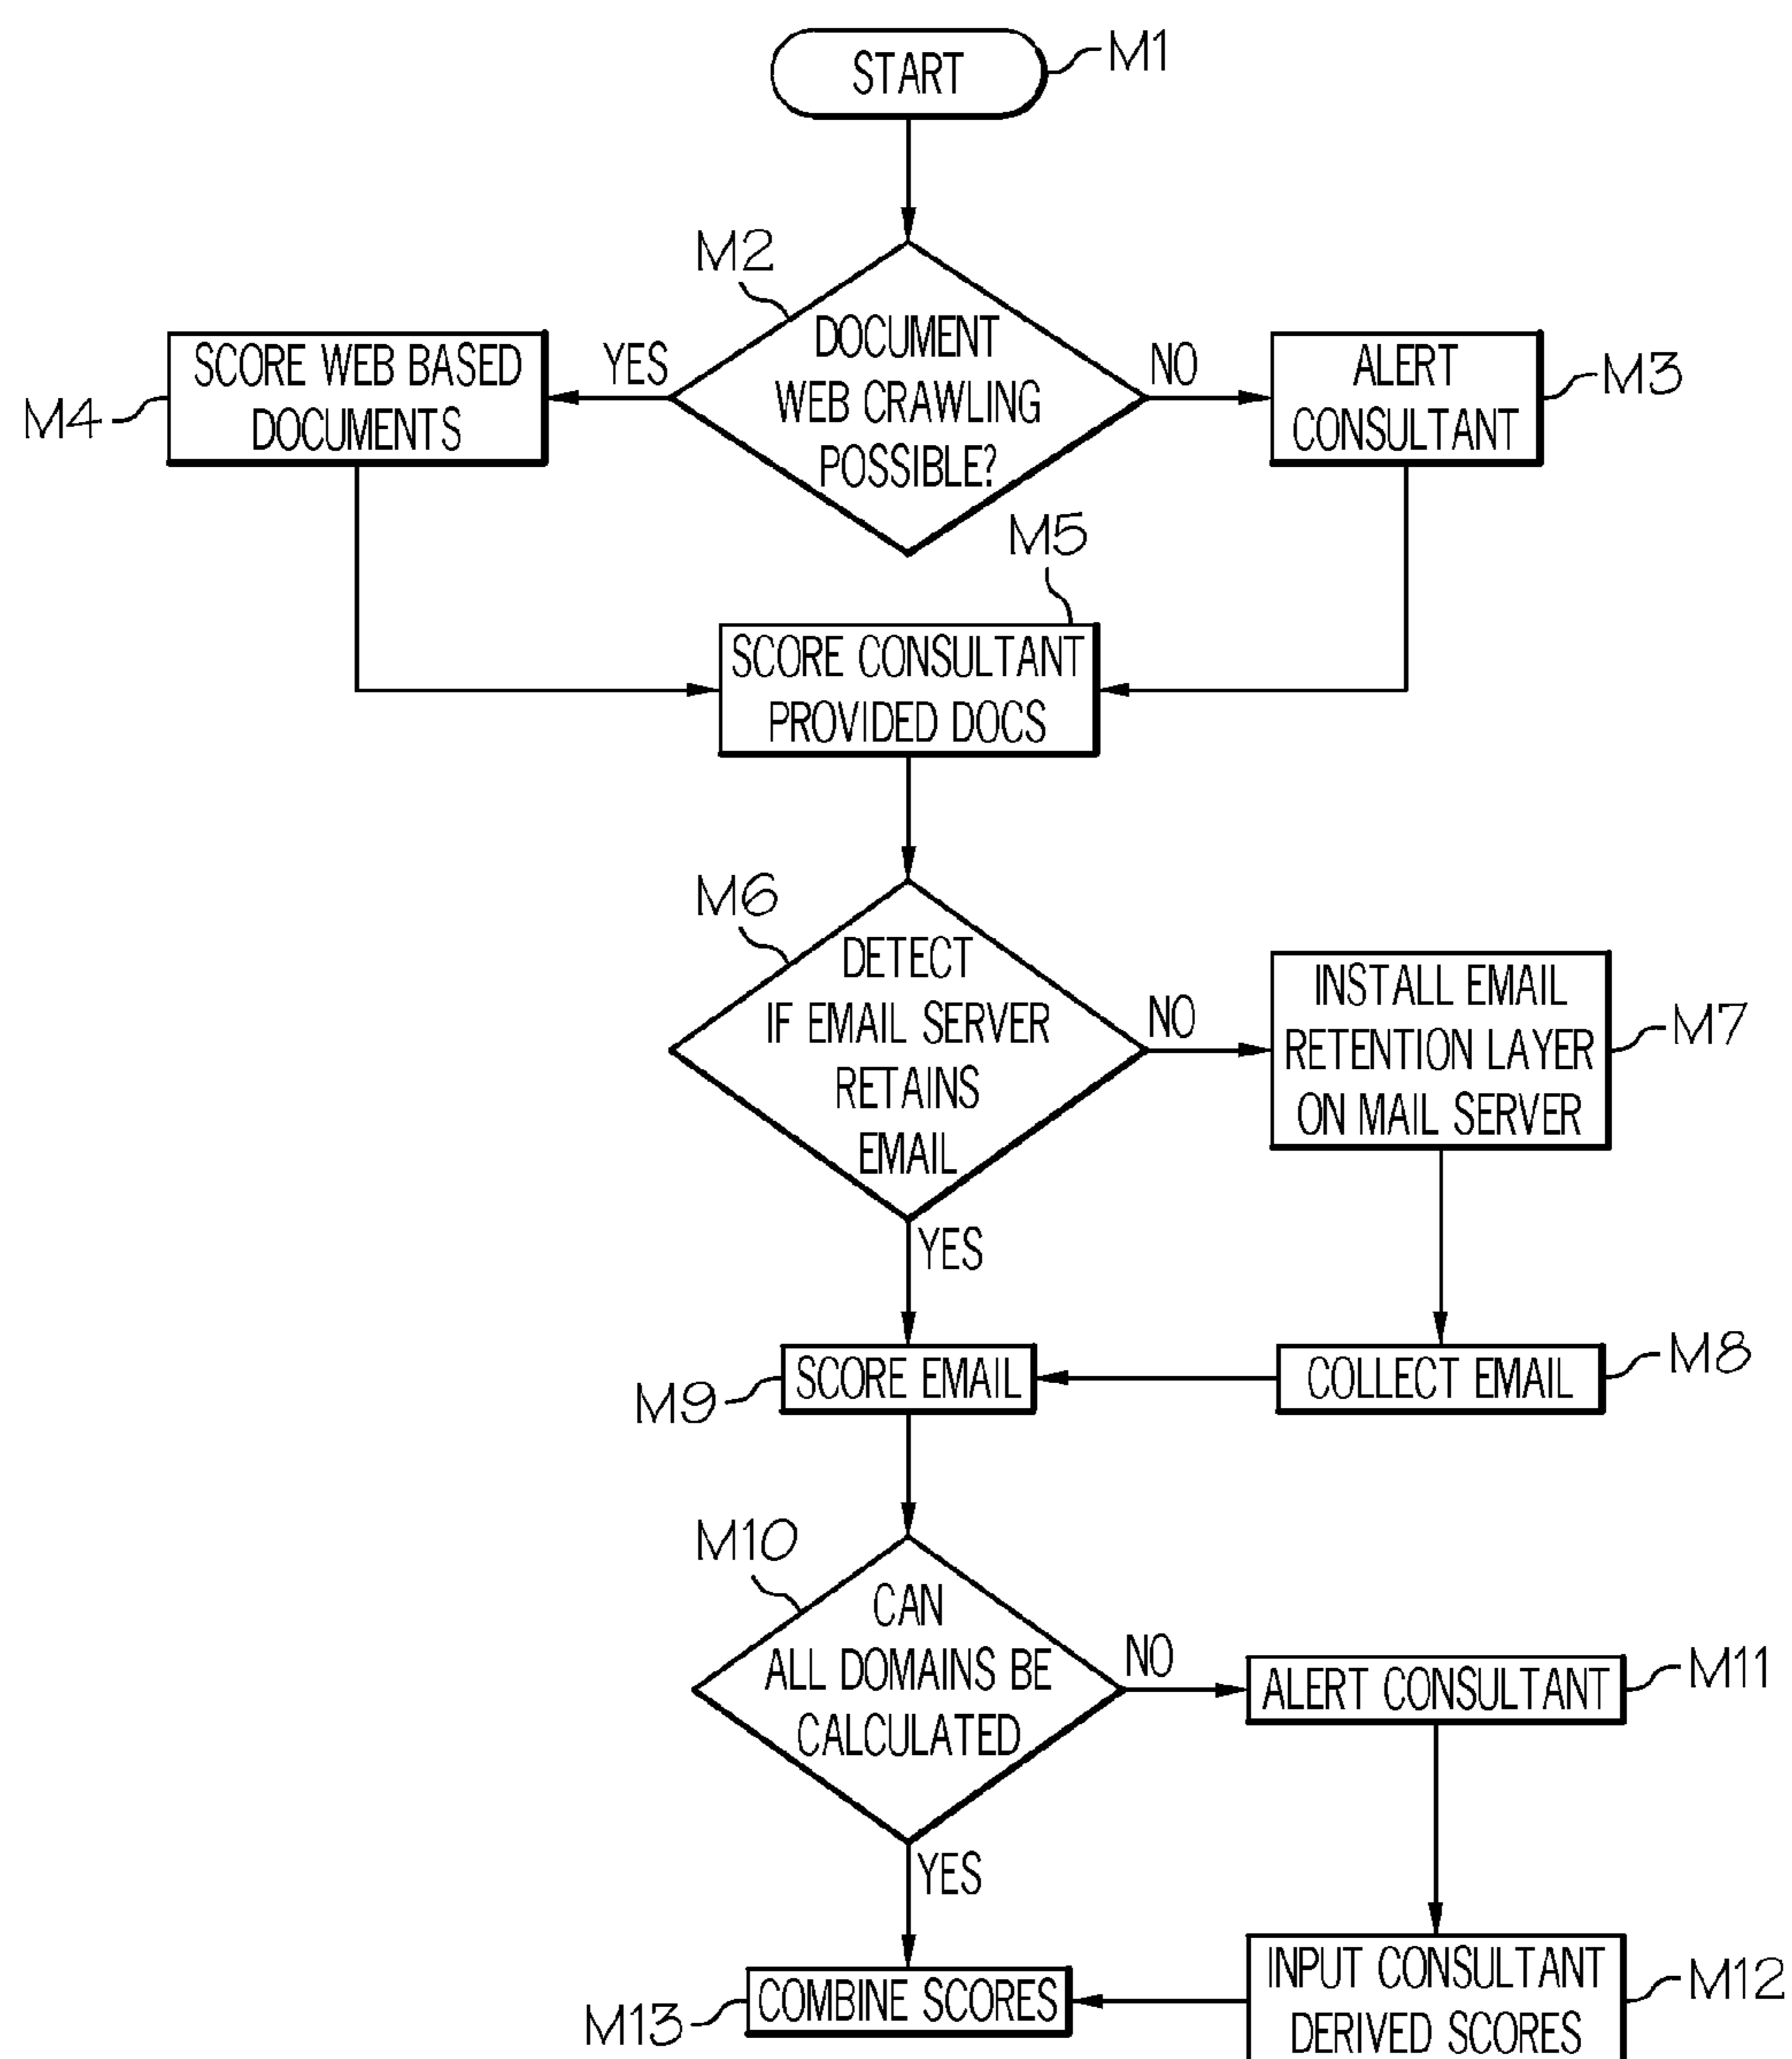 START
M1
M2
DOCUMENT
WEB CRAWLING
POSSIBLE?
YES
NO
SCORE WEB BASED
DOCUMENTS
M4
ALERT
CONSULTANT
M3
M5
SCORE CONSULTANT
PROVIDED DOCS
M6
DETECT
IF EMAIL SERVER
RETAINS
EMAIL
NO
INSTALL EMAIL
RETENTION LAYER
ON MAIL SERVER
M7
YES
SCORE EMAIL
M9
COLLECT EMAIL
M8
M10
CAN
ALL DOMAINS BE
CALCULATED
NO
ALERT CONSULTANT
M11
YES
COMBINE SCORES
M13
INPUT CONSULTANT
DERIVED SCORES
M12